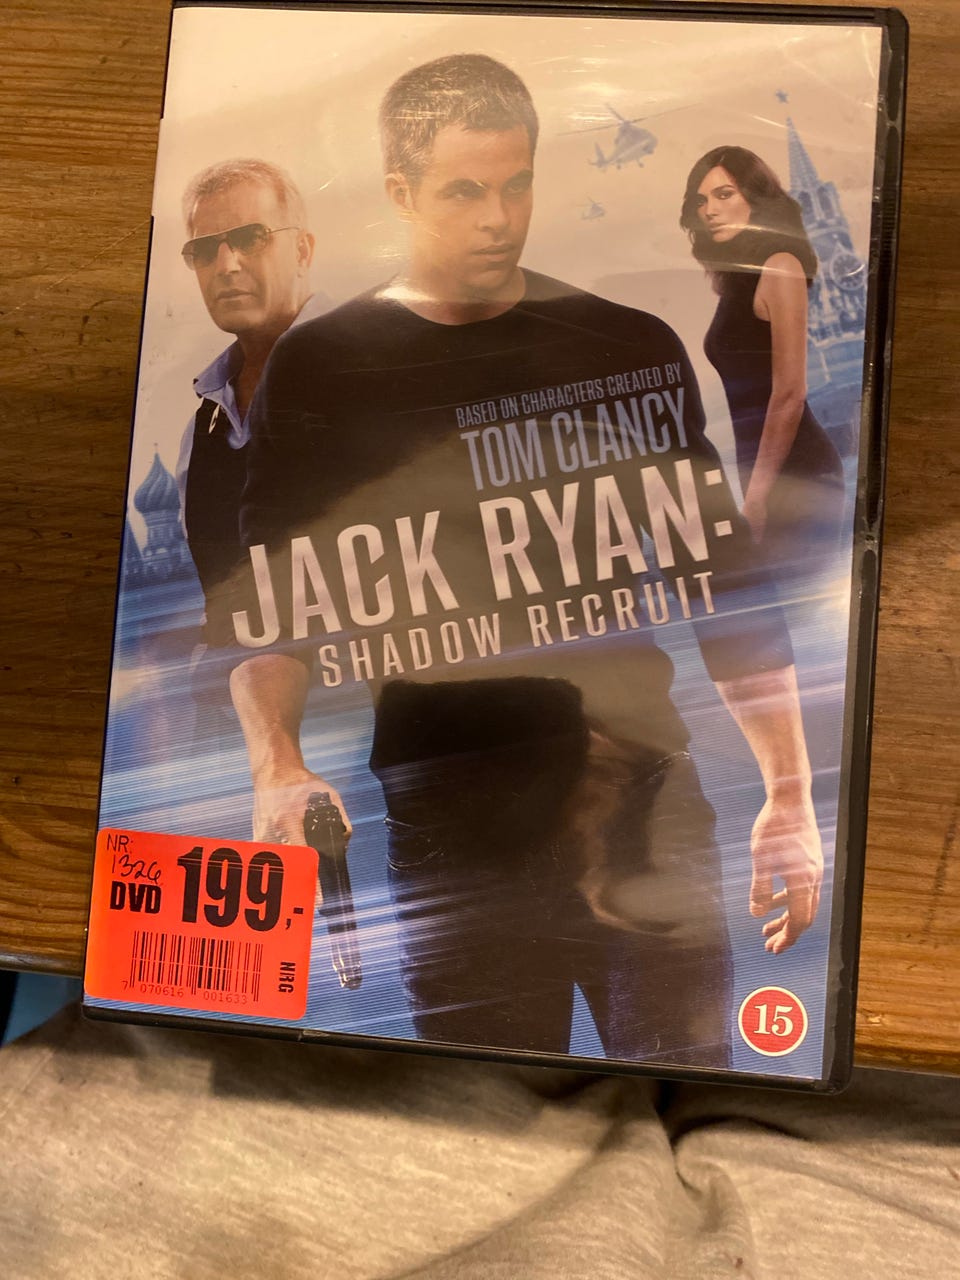 BASED ON CHARACTERS CREATED BY
TOM CLANCY
JACK RYAN:
SHADOW RECRUIT
NR:
1326
DVD 199,-
NRG
7 070616 001633
15